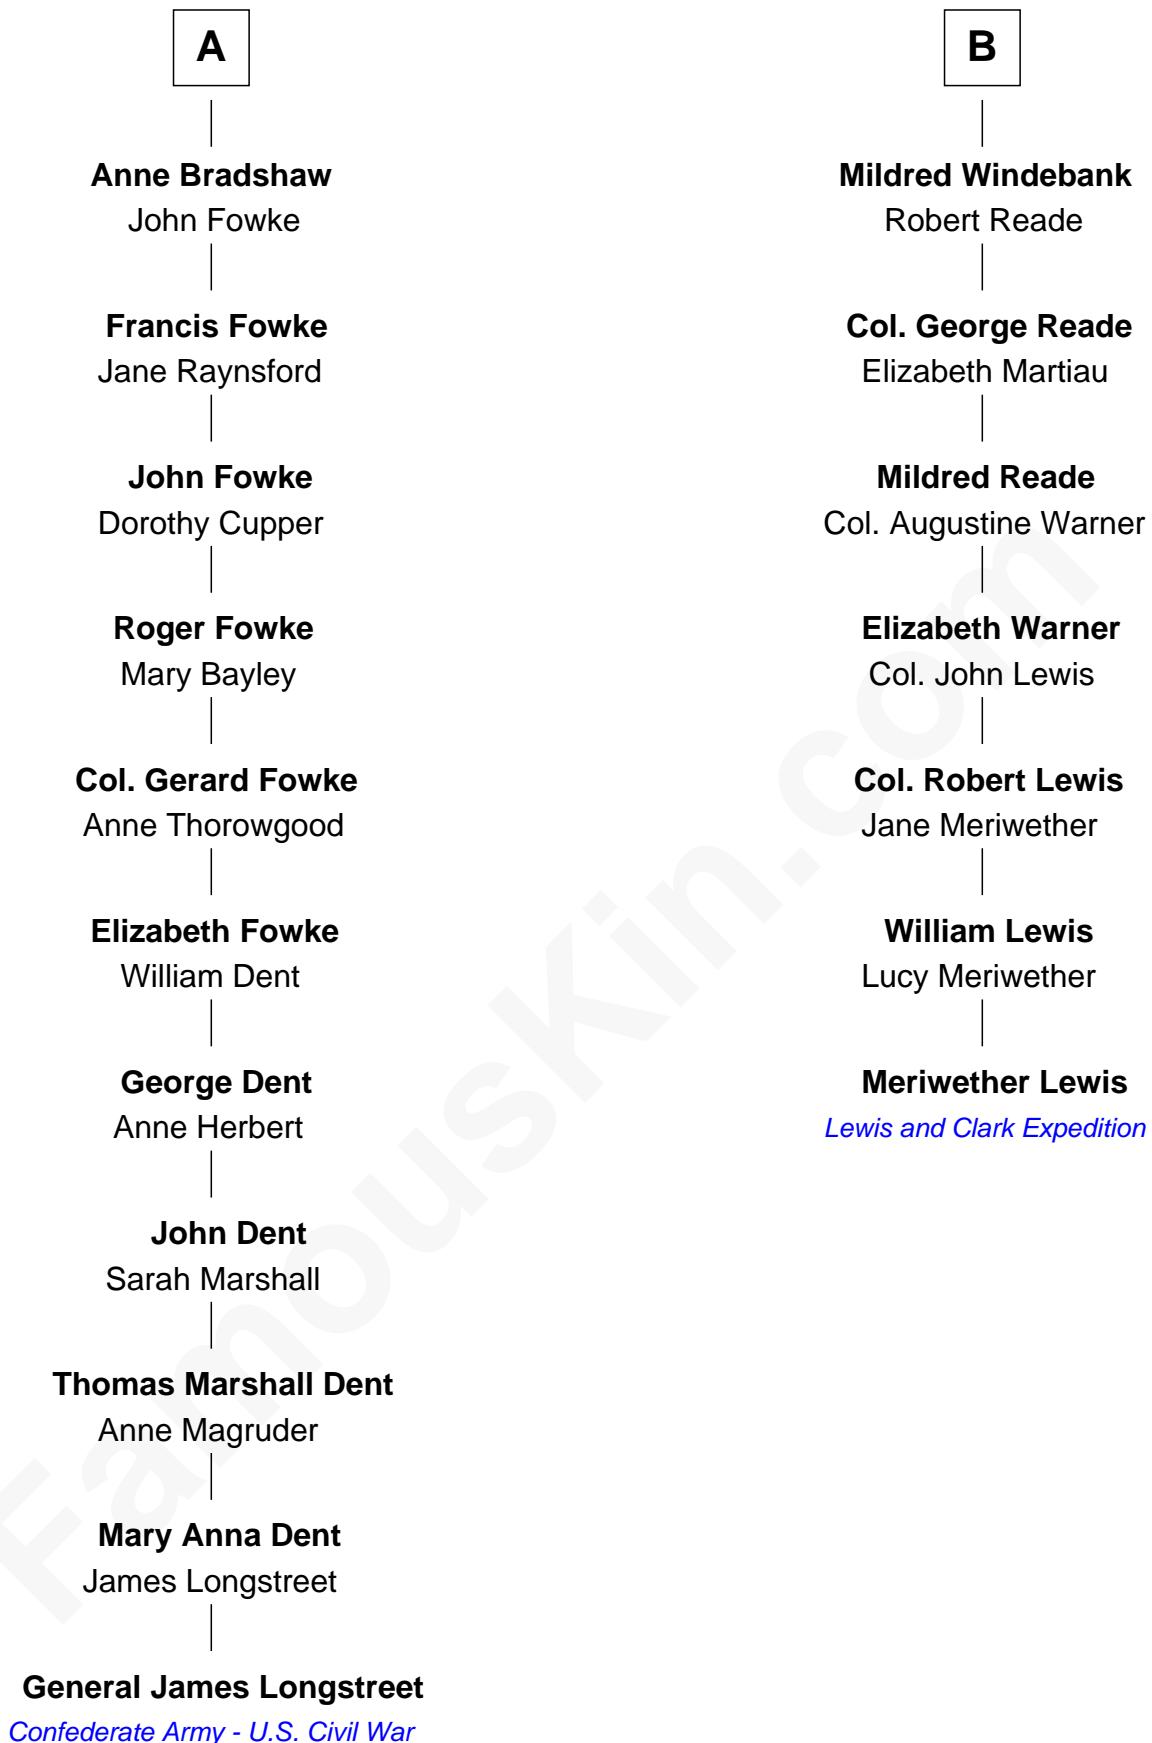 A
Anne Bradshaw
John Fowke
Francis Fowke
Jane Raynsford
John Fowke
Dorothy Cupper
Roger Fowke
Mary Bayley
Col. Gerard Fowke
Anne Thorowgood
Elizabeth Fowke
William Dent
George Dent
Anne Herbert
John Dent
Sarah Marshall
Thomas Marshall Dent
Anne Magruder
Mary Anna Dent
James Longstreet
General James Longstreet
Confederate Army - U.S. Civil War
B
Mildred Windebank
Robert Reade
Col. George Reade
Elizabeth Martiau
Mildred Reade
Col. Augustine Warner
Elizabeth Warner
Col. John Lewis
Col. Robert Lewis
Jane Meriwether
William Lewis
Lucy Meriwether
Meriwether Lewis
Lewis and Clark Expedition
FamousKin.com